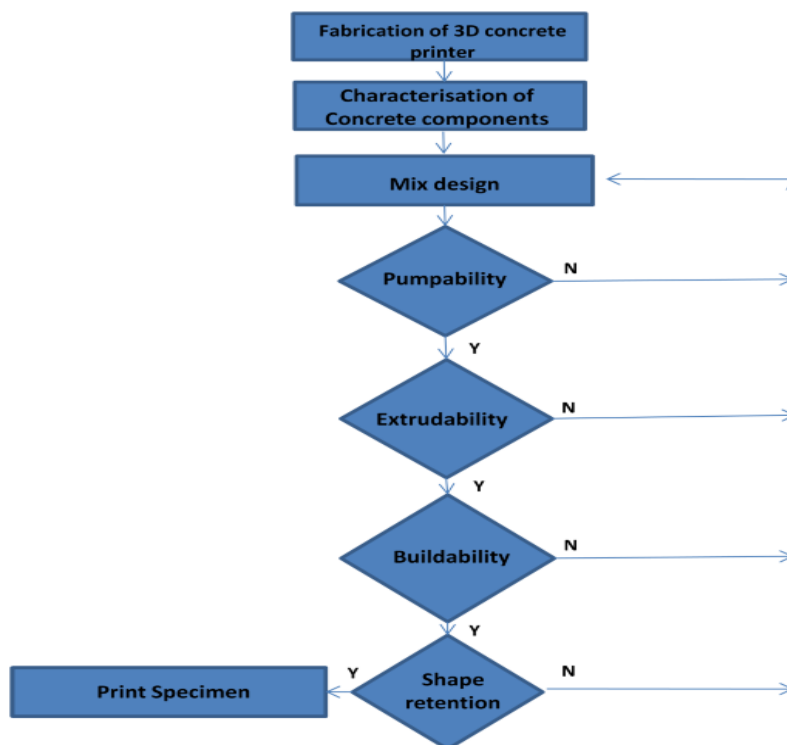 Fabrication of 3D concrete
printer
Characterisation of
Concrete components
Mix design
Pumpability
N
Y
Extrudability
N
Y
Buildability
N
Y
Print Specimen
Y
Shape
retention
N